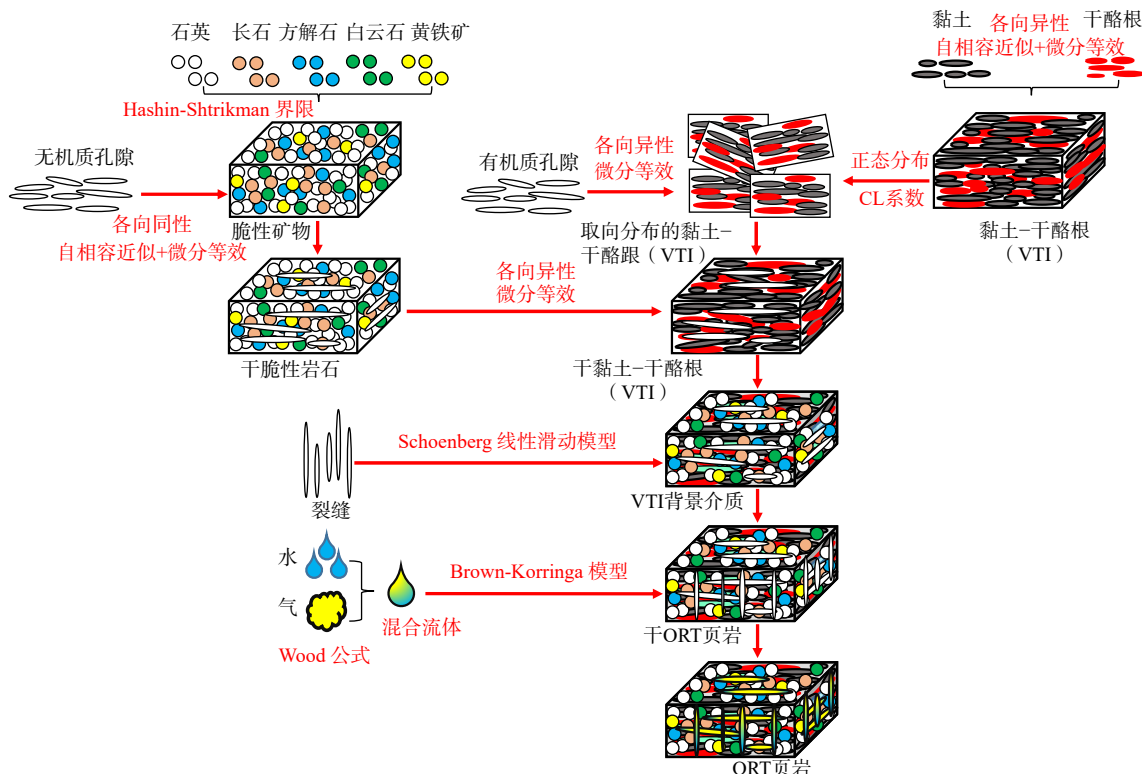 石英 长石 方解石 白云石 黄铁矿
黏土 各向异性 干酪根
自相容近似+微分等效
Hashin-Shtrikman 界限
无机质孔隙
各向同性
自相容近似+微分等效
脆性矿物
有机质孔隙
各向异性
微分等效
正态分布
CL系数
取向分布的黏土-
干酪跟（VTI）
黏土-干酪根
（VTI）
各向异性
微分等效
干脆性岩石
干黏土-干酪根
（VTI）
Schoenberg 线性滑动模型
裂缝
VTI背景介质
水
气
Wood 公式
混合流体
Brown-Korringa 模型
干ORT页岩
ORT页岩